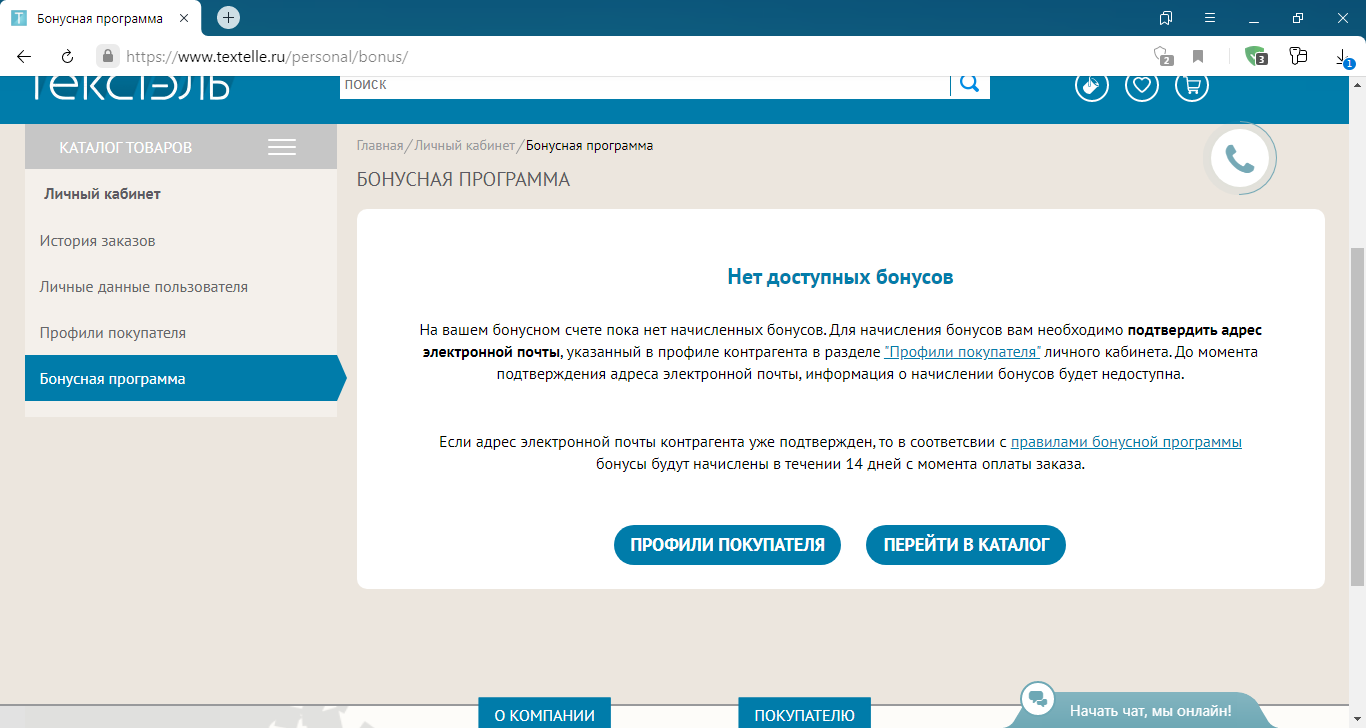 Бонусная программа
https://www.textelle.ru/personal/bonus/
2
3
1
ТЕКСТЭЛЬ
поиск
КАТАЛОГ ТОВАРОВ
Личный кабинет
История заказов
Личные данные пользователя
Профили покупателя
Бонусная программа
Главная/Личный кабинет/Бонусная программа
БОНУСНАЯ ПРОГРАММА
Нет доступных бонусов
На вашем бонусном счете пока нет начисленных бонусов. Для начисления бонусов вам необходимо подтвердить адрес
электронной почты, указанный в профиле контрагента в разделе "Профили покупателя" личного кабинета. До момента
подтверждения адреса электронной почты, информация о начислении бонусов будет недоступна.
Если адрес электронной почты контрагента уже подтвержден, то в соответсвии с правилами бонусной программы
бонусы будут начислены в течении 14 дней с момента оплаты заказа.
ПРОФИЛИ ПОКУПАТЕЛЯ
ПЕРЕЙТИ В КАТАЛОГ
О КОМПАНИИ
ПОКУПАТЕЛЮ
Начать чат, мы онлайн!